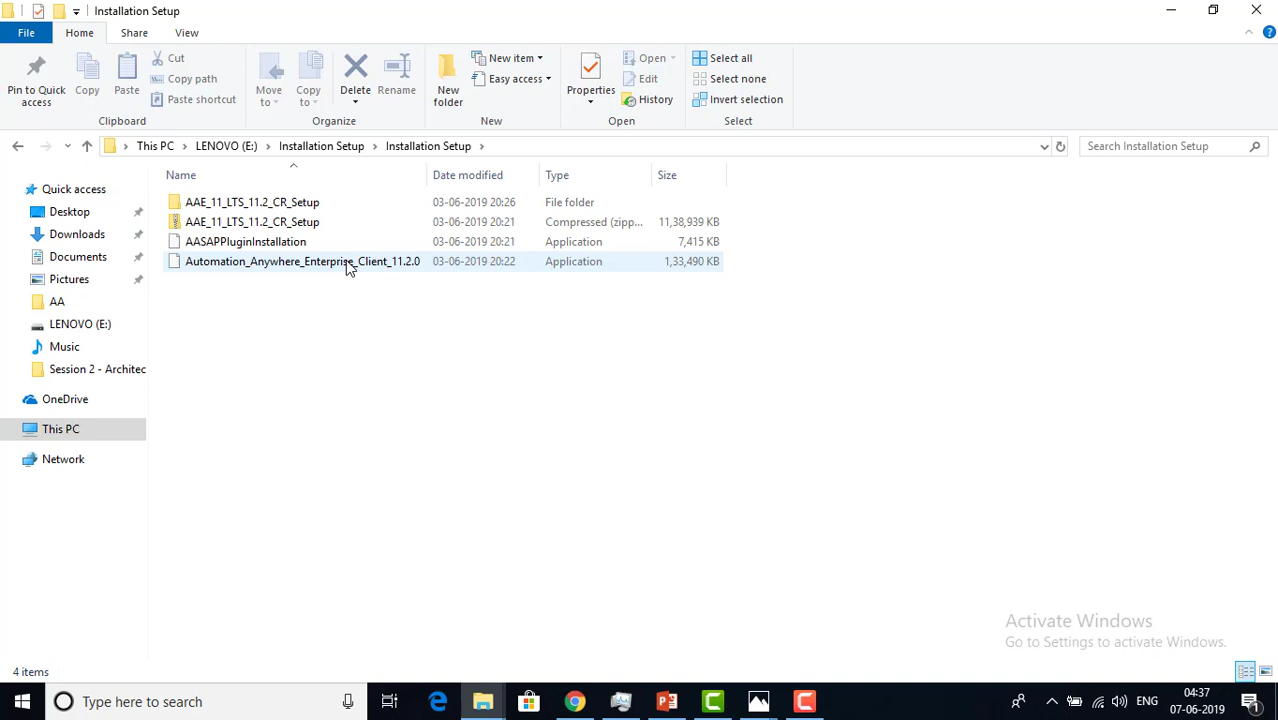 Installation Setup
File Home Share View
Pin to Quick access
Copy
Paste
Cut
Copy path
Paste shortcut
Clipboard
Move to
Copy to
Delete
Rename
Organize
New folder
New item
Easy access
New
Properties
Open
Edit
History
Open
Select all
Select none
Invert selection
Select
This PC LENOVO (E:) Installation Setup Installation Setup
Search Installation Setup
Quick access
Desktop
Downloads
Documents
Pictures
AA
LENOVO (E:)
Music
Session 2 - Architec
OneDrive
This PC
Network
Name Date modified Type Size
AAE_11_LTS_11.2_CR_Setup 03-06-2019 20:26 File folder
AAE_11_LTS_11.2_CR_Setup 03-06-2019 20:21 Compressed (zipp... 11,38,939 KB
AASAPPluginInstallation 03-06-2019 20:21 Application 7,415 KB
Automation_Anywhere_Enterprise_Client_11.2.0 03-06-2019 20:22 Application 1,33,490 KB
Activate Windows
Go to Settings to activate Windows.
4 items
Type here to search
ENG
04:37
07-06-2019
1